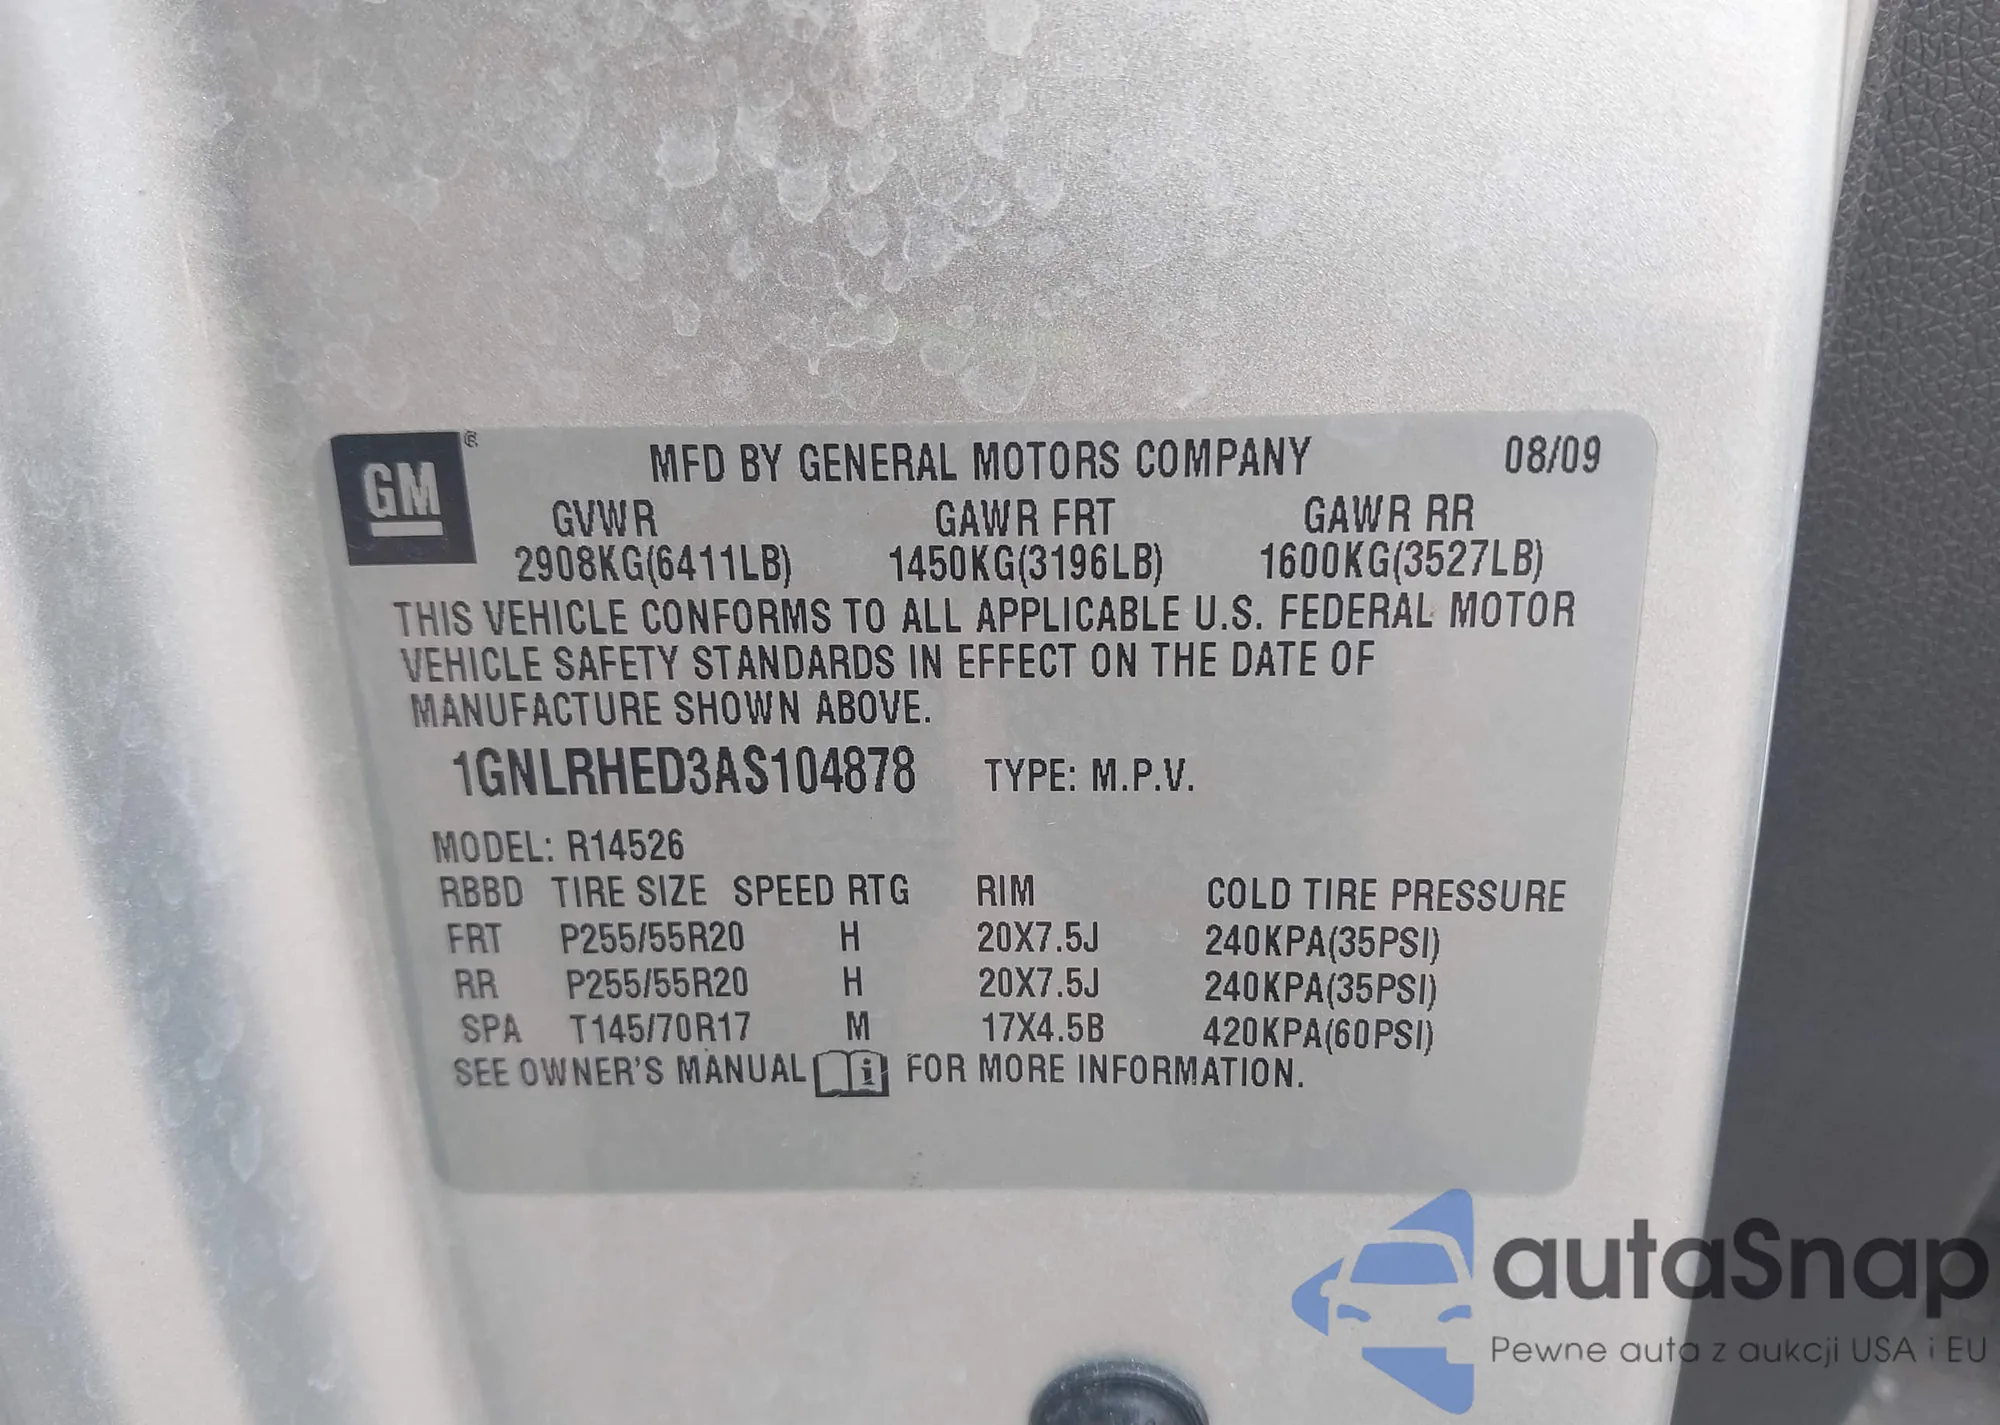 GM ®
MFD BY GENERAL MOTORS COMPANY 08/09
GVWR GAWR FRT GAWR RR
2908KG(6411LB) 1450KG(3196LB) 1600KG(3527LB)
THIS VEHICLE CONFORMS TO ALL APPLICABLE U.S. FEDERAL MOTOR
VEHICLE SAFETY STANDARDS IN EFFECT ON THE DATE OF
MANUFACTURE SHOWN ABOVE.
1GNLRHED3AS104878 TYPE: M.P.V.
MODEL: R14526
RBBD TIRE SIZE SPEED RTG RIM COLD TIRE PRESSURE
FRT P255/55R20 H 20X7.5J 240KPA(35PSI)
RR P255/55R20 H 20X7.5J 240KPA(35PSI)
SPA T145/70R17 M 17X4.5B 420KPA(60PSI)
SEE OWNER'S MANUAL i FOR MORE INFORMATION.
autaSnap
Pewne auta z aukcji USA i EU